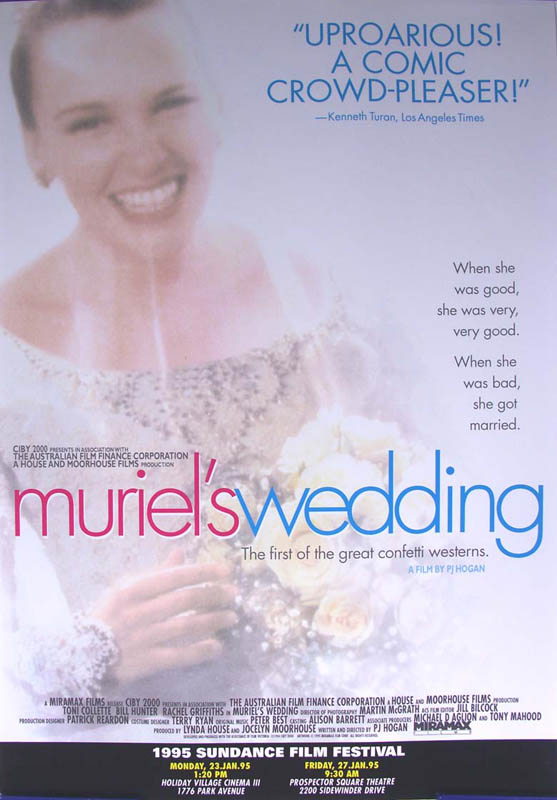 “UPROARIOUS!
A COMIC
CROWD-PLEASER!”
—Kenneth Turan, Los Angeles Times
When she
was good,
she was very,
very good.
When she
was bad,
she got
married.
CIBY 2000 PRESENTS IN ASSOCIATION WITH
THE AUSTRALIAN FILM FINANCE CORPORATION
A HOUSE AND MOORHOUSE FILMS PRODUCTION
muriel's wedding
The first of the great confetti westerns.
A FILM BY PJ HOGAN
A MIRAMAX FILMS RELEASE CIBY 2000 PRESENTS IN ASSOCIATION WITH THE AUSTRALIAN FILM FINANCE CORPORATION A HOUSE AND MOORHOUSE FILMS PRODUCTION
TONI COLLETTE BILL HUNTER RACHEL GRIFFITHS IN MURIEL'S WEDDING DIRECTOR OF PHOTOGRAPHY MARTIN McGRATH ACS FILM EDITOR JILL BILCOCK
PRODUCTION DESIGNER PATRICK REARDON COSTUME DESIGNER TERRY RYAN ORIGINAL MUSIC PETER BEST CASTING ALISON BARRETT ASSOCIATE PRODUCERS MICHAEL D AGLION AND TONY MAHOOD
PRODUCED BY LYNDA HOUSE AND JOCELYN MOORHOUSE WRITTEN AND DIRECTED BY PJ HOGAN MIRAMAX
1995 SUNDANCE FILM FESTIVAL
MONDAY, 23.JAN.95
1:20 PM
HOLIDAY VILLAGE CINEMA III
1776 PARK AVENUE
FRIDAY, 27.JAN.95
9:30 AM
PROSPECTOR SQUARE THEATRE
2200 SIDEWINDER DRIVE